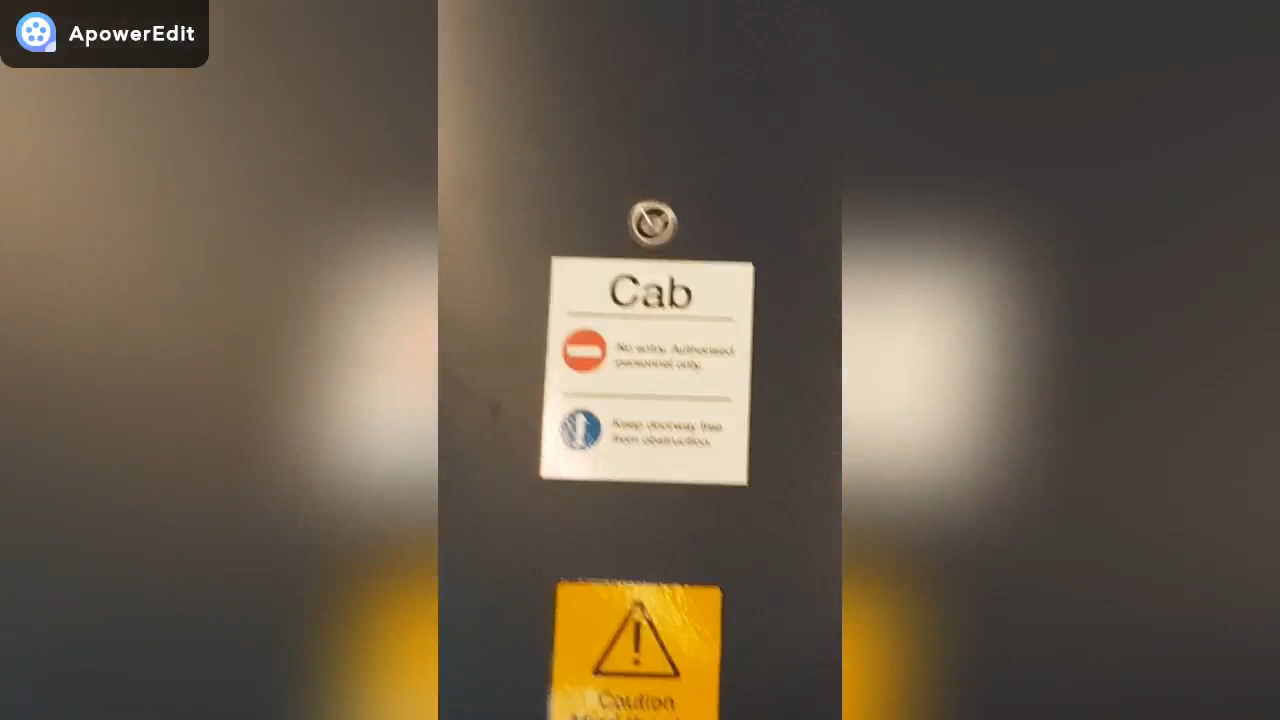 ApowerEdit
Cab
No entry. Authorised
personnel only.
Keep doorway free
from obstruction.
Caution